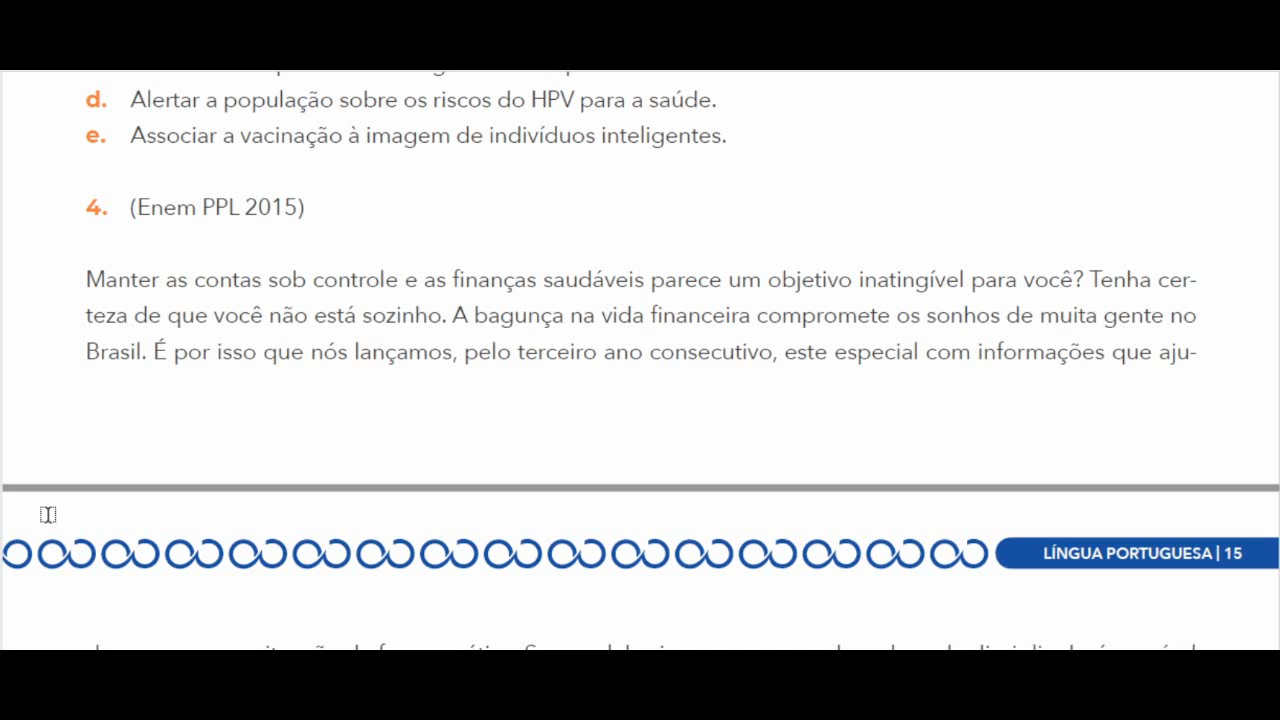 d. Alertar a população sobre os riscos do HPV para a saúde.
e. Associar a vacinação à imagem de indivíduos inteligentes.
4. (Enem PPL 2015)
Manter as contas sob controle e as finanças saudáveis parece um objetivo inatingível para você? Tenha cer-
teza de que você não está sozinho. A bagunça na vida financeira compromete os sonhos de muita gente no
Brasil. É por isso que nós lançamos, pelo terceiro ano consecutivo, este especial com informações que aju-
LÍNGUA PORTUGUESA | 15